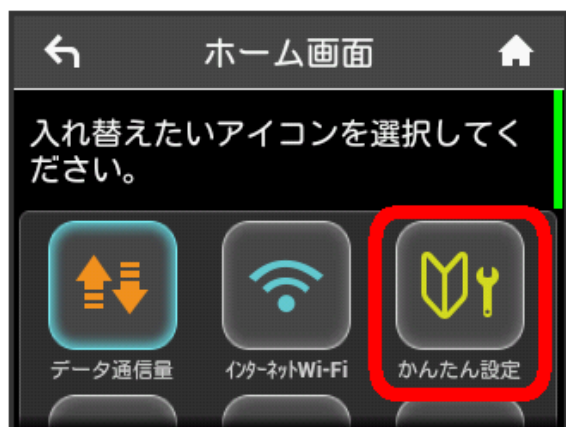 ホーム画面
入れ替えたいアイコンを選択してく
ださい。
データ通信量
インターネットWi-Fi
かんたん設定